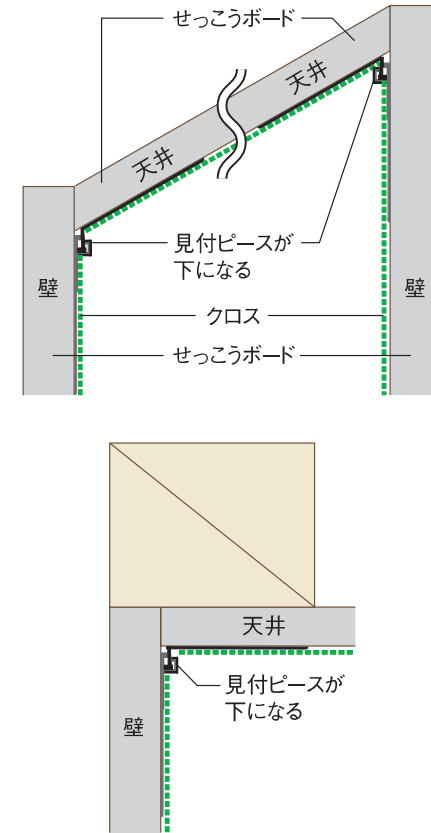 せっこうボード
天井
天井
見付ピースが
下になる
壁
壁
クロス
せっこうボード
天井
見付ピースが
下になる
壁